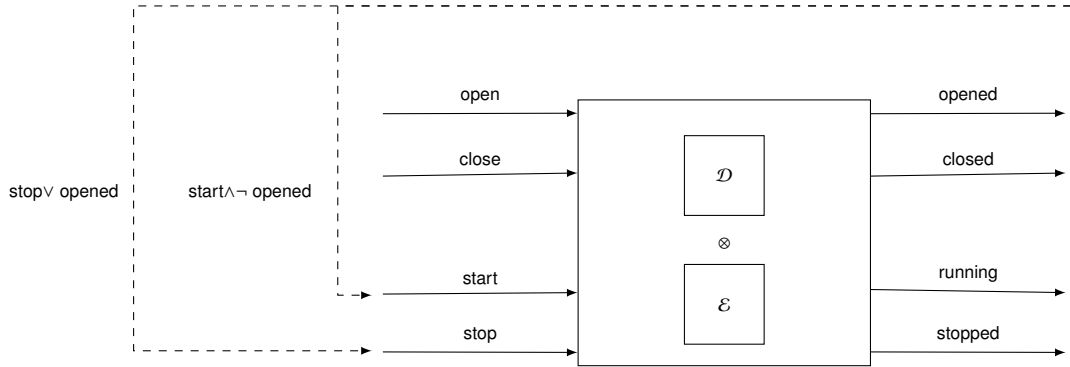 open
opened
close
closed
stop∨ opened
start∧¬ opened
𝒟
⊗
start
running
ℰ
stop
stopped